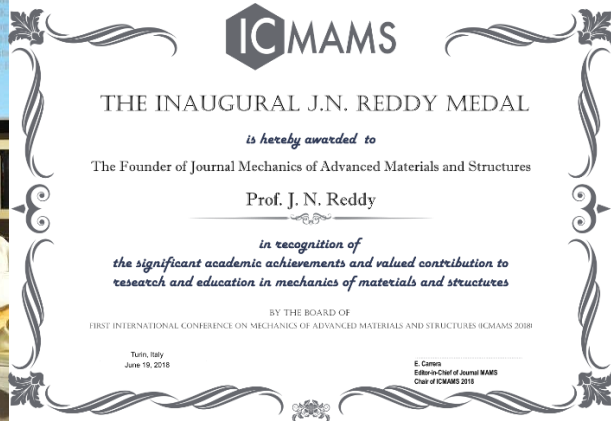 ICMAMS
THE INAUGURAL J.N. REDDY MEDAL
is hereby awarded to
The Founder of Journal Mechanics of Advanced Materials and Structures
Prof. J. N. Reddy
in recognition of
the significant academic achievements and valued contribution to
research and education in mechanics of materials and structures
BY THE BOARD OF
FIRST INTERNATIONAL CONFERENCE ON MECHANICS OF ADVANCED MATERIALS AND STRUCTURES (ICMAMS 2018)
Turin, Italy
June 19, 2018
E. Carrera
Editor-in-Chief of Journal MAMS
Chair of ICMAMS 2018